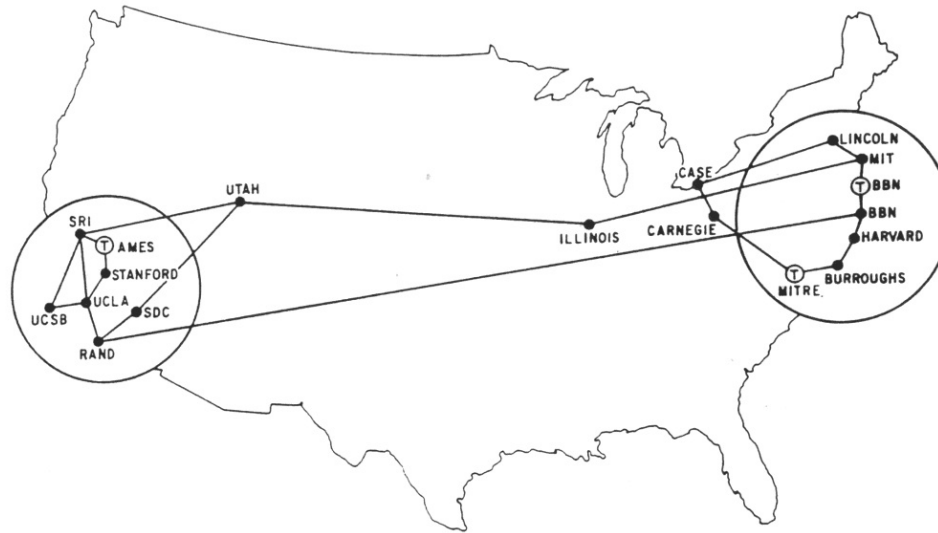 LINCOLN
MIT
T BBN
CASE
UTAH
BBN
SRI
ILLINOIS
CARNEGIE
HARVARD
T AMES
STANFORD
BURROUGHS
T
MITRE
UCLA
SDC
UCSB
RAND